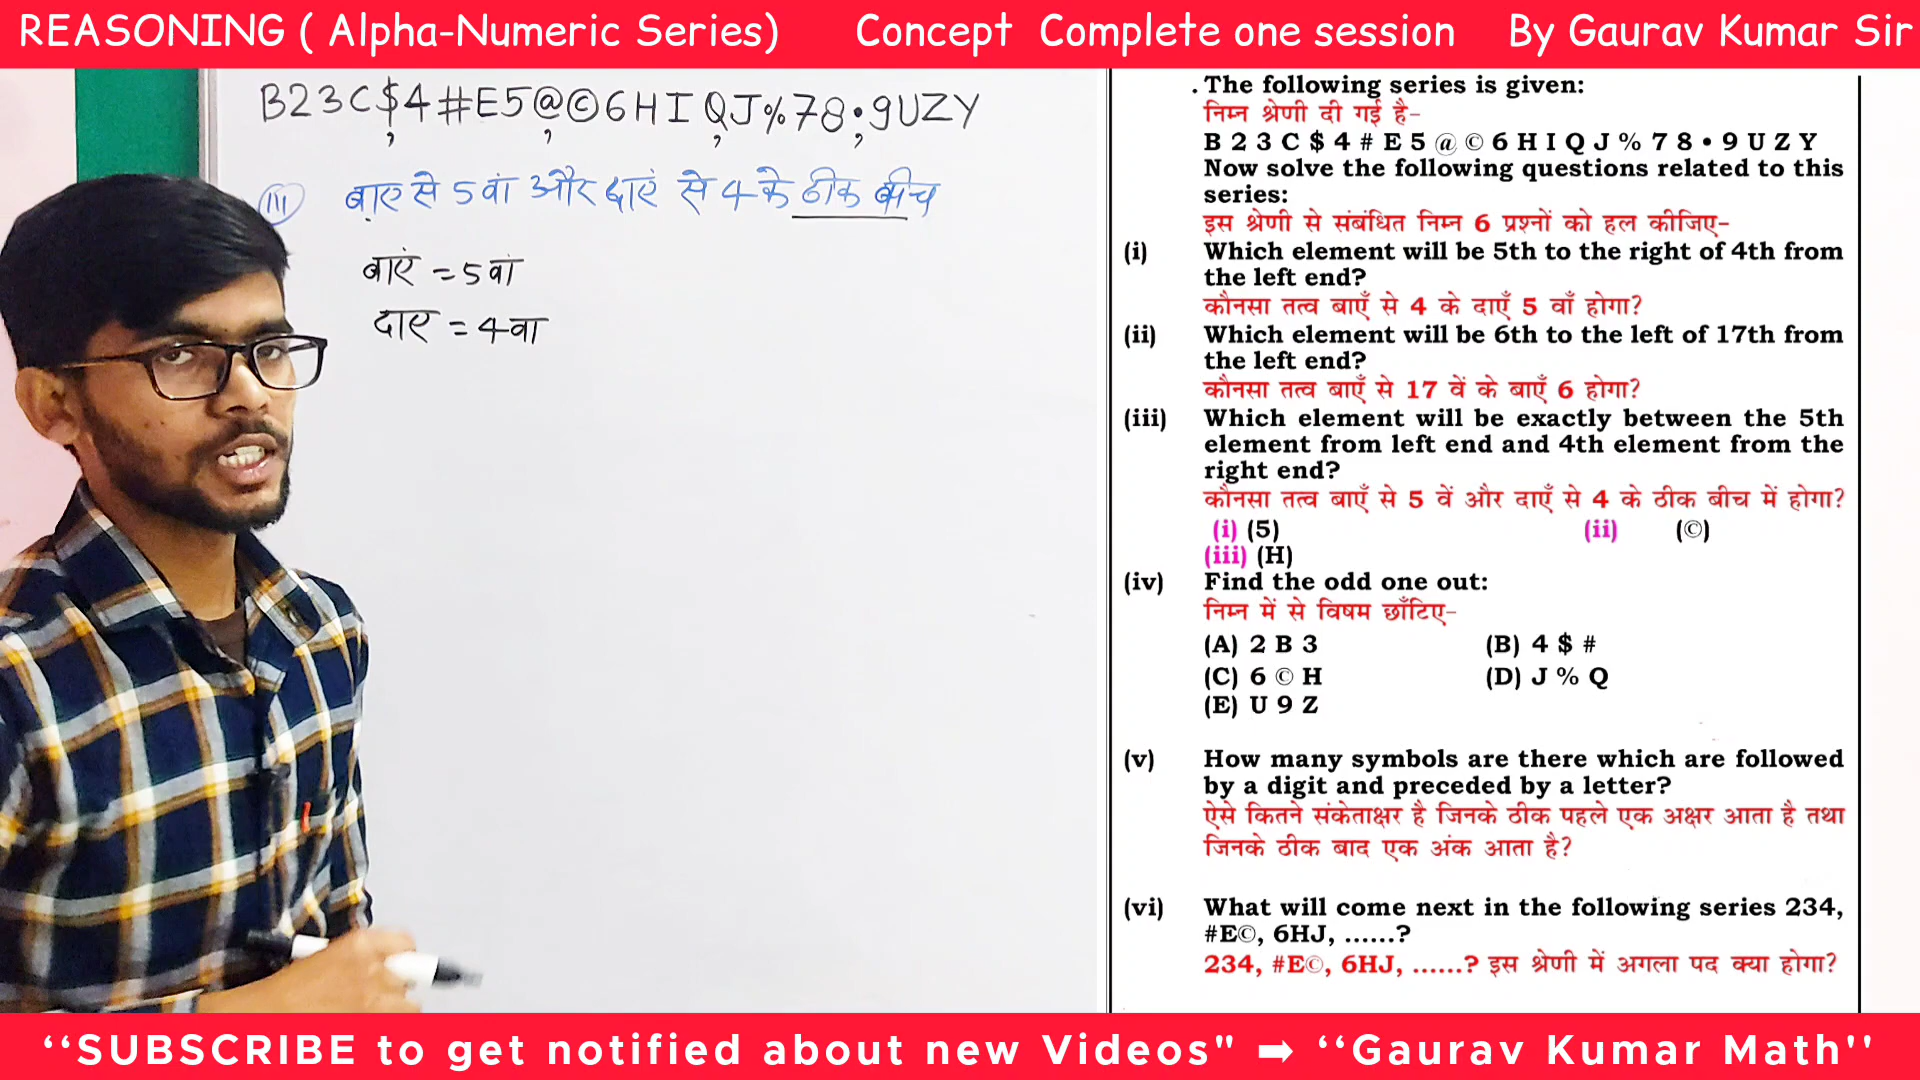 REASONING ( Alpha-Numeric Series) Concept Complete one session By Gaurav Kumar Sir
B23C$4#E5@©6HIQJ%78•9UZY
(iii) बाए से 5 वां और दाएं से 4 के ठीक बीच
बाएं = 5 वां
दाए = 4 वा
. The following series is given:
निम्न श्रेणी दी गई है-
B 2 3 C $ 4 # E 5 @ © 6 H I Q J % 7 8 • 9 U Z Y
Now solve the following questions related to this
series:
इस श्रेणी से संबंधित निम्न 6 प्रश्नों को हल कीजिए-
(i) Which element will be 5th to the right of 4th from
the left end?
कौनसा तत्व बाएँ से 4 के दाएँ 5 वाँ होगा?
(ii) Which element will be 6th to the left of 17th from
the left end?
कौनसा तत्व बाएँ से 17 वें के बाएँ 6 होगा?
(iii) Which element will be exactly between the 5th
element from left end and 4th element from the
right end?
कौनसा तत्व बाएँ से 5 वें और दाएँ से 4 के ठीक बीच में होगा?
(i) (5) (ii) (©)
(iii) (H)
(iv) Find the odd one out:
निम्न में से विषम छाँटिए-
(A) 2 B 3 (B) 4 $ #
(C) 6 © H (D) J % Q
(E) U 9 Z
(v) How many symbols are there which are followed
by a digit and preceded by a letter?
ऐसे कितने संकेताक्षर है जिनके ठीक पहले एक अक्षर आता है तथा
जिनके ठीक बाद एक अंक आता है?
(vi) What will come next in the following series 234,
#E©, 6HJ, ......?
234, #E©, 6HJ, ......? इस श्रेणी में अगला पद क्या होगा?
‘‘SUBSCRIBE to get notified about new Videos" ➡ ‘‘Gaurav Kumar Math''